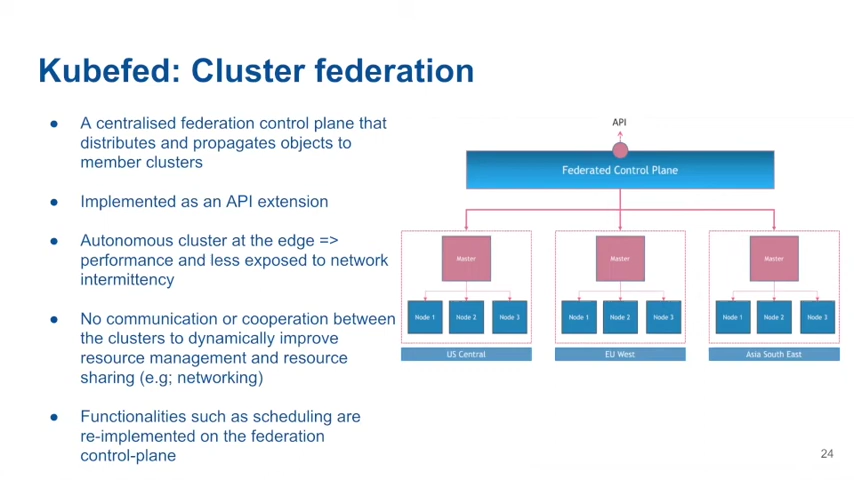 Kubefed: Cluster federation
● A centralised federation control plane that
distributes and propagates objects to
member clusters
● Implemented as an API extension
● Autonomous cluster at the edge =>
performance and less exposed to network
intermittency
● No communication or cooperation between
the clusters to dynamically improve
resource management and resource
sharing (e.g; networking)
● Functionalities such as scheduling are
re-implemented on the federation
control-plane
API
Federated Control Plane
Master
Node 1
Node 2
Node 3
US Central
Master
Node 1
Node 2
Node 3
EU West
Master
Node 1
Node 2
Node 3
Asia South East
24